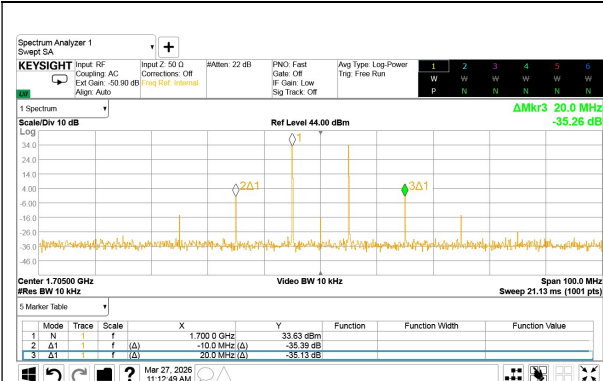 Spectrum Analyzer 1
Swept SA
KEYSIGHT Input: RF Input Z: 50 Ω #Atten: 22 dB PNO: Fast Avg Type: Log-Power 1 2 3 4 5 6
Coupling: AC Corrections: Off Gate: Off Trig: Free Run W W W W W W
Ext Gain: -50.90 dB Freq Ref: Internal IF Gain: Low P N N N N N
Align: Auto Sig Track: Off
1 Spectrum
ΔMkr3 20.0 MHz
Scale/Div 10 dB Ref Level 44.00 dBm -35.26 dB
Log
34.0
14.0
4.00
-6.00
-16.0
-26.0
-36.0
-46.0
1
2Δ1
3Δ1
Center 1.70500 GHz Video BW 10 kHz Span 100.0 MHz
#Res BW 10 kHz Sweep 21.13 ms (1001 pts)
5 Marker Table
Mode Trace Scale X Y Function Function Width Function Value
1 N 1 f 1.700 0 GHz 33.63 dBm
2 Δ1 1 f (Δ) -10.0 MHz (Δ) -35.39 dB
3 Δ1 1 f (Δ) 20.0 MHz (Δ) -35.13 dB
?
Mar 27, 2026
11:12:49 AM